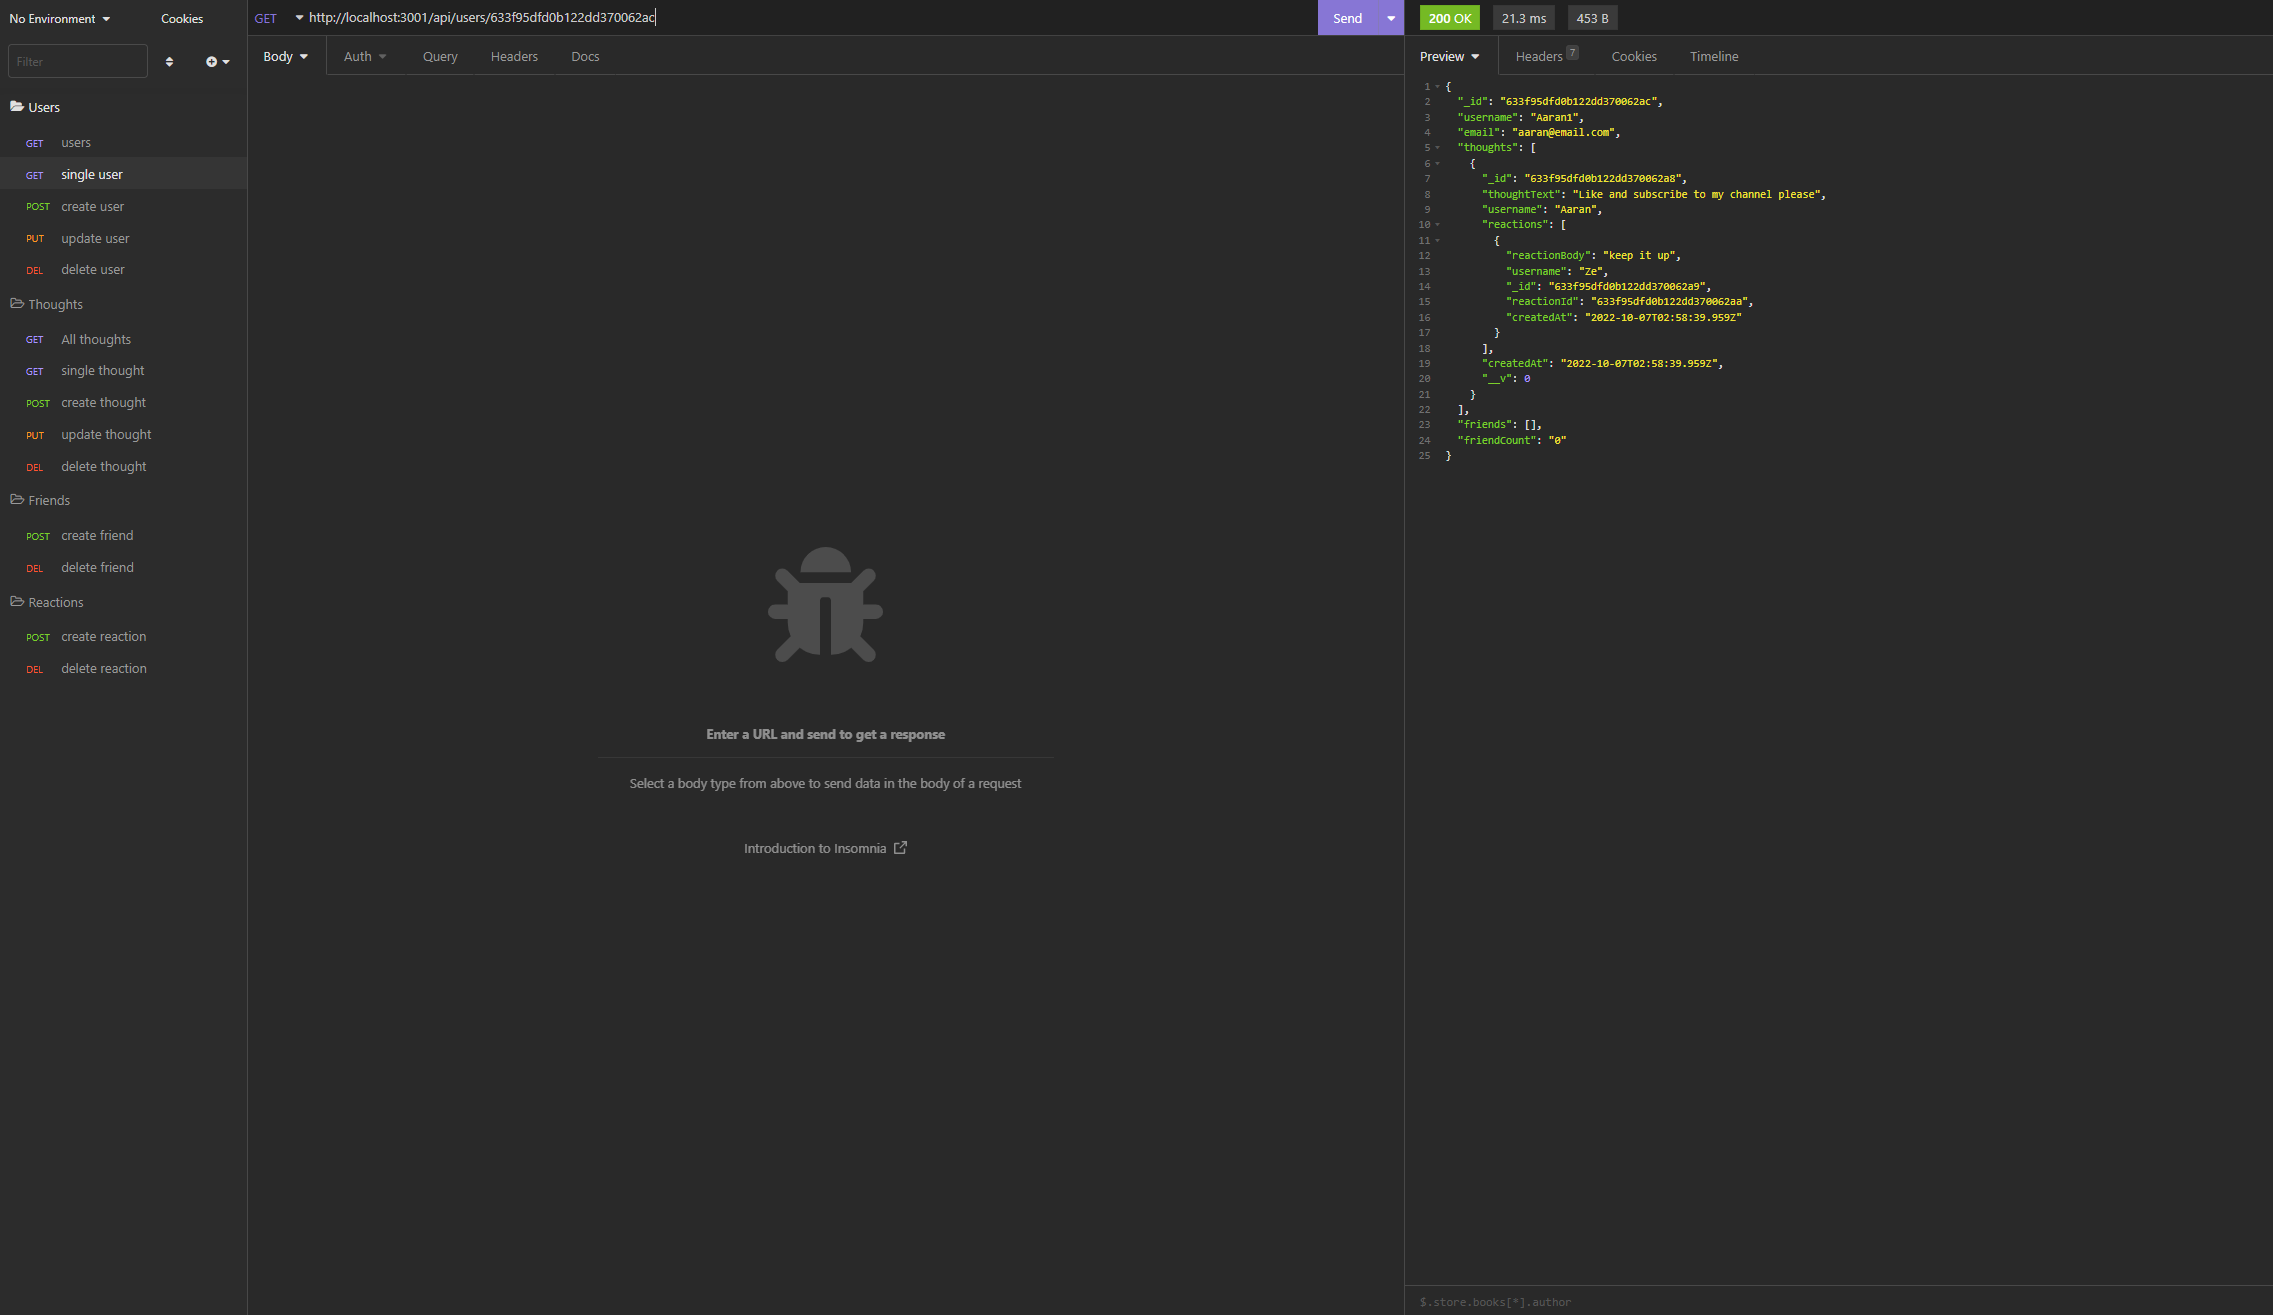 No Environment
Cookies
Filter
Users
GET users
GET single user
POST create user
PUT update user
DEL delete user
Thoughts
GET All thoughts
GET single thought
POST create thought
PUT update thought
DEL delete thought
Friends
POST create friend
DEL delete friend
Reactions
POST create reaction
DEL delete reaction
GET http://localhost:3001/api/users/633f95dfd0b122dd370062ac
Send
Body Auth Query Headers Docs
Enter a URL and send to get a response
Select a body type from above to send data in the body of a request
Introduction to Insomnia
200 OK 21.3 ms 453 B
Preview Headers 7 Cookies Timeline
1 {
2 "_id": "633f95dfd0b122dd370062ac",
3 "username": "Aaran1",
4 "email": "aaran@email.com",
5 "thoughts": [
6 {
7 "_id": "633f95dfd0b122dd370062a8",
8 "thoughtText": "Like and subscribe to my channel please",
9 "username": "Aaran",
10 "reactions": [
11 {
12 "reactionBody": "keep it up",
13 "username": "Ze",
14 "_id": "633f95dfd0b122dd370062a9",
15 "reactionId": "633f95dfd0b122dd370062aa",
16 "createdAt": "2022-10-07T02:58:39.959Z"
17 }
18 ],
19 "createdAt": "2022-10-07T02:58:39.959Z",
20 "__v": 0
21 }
22 ],
23 "friends": [],
24 "friendCount": "0"
25 }
$.store.books[*].author